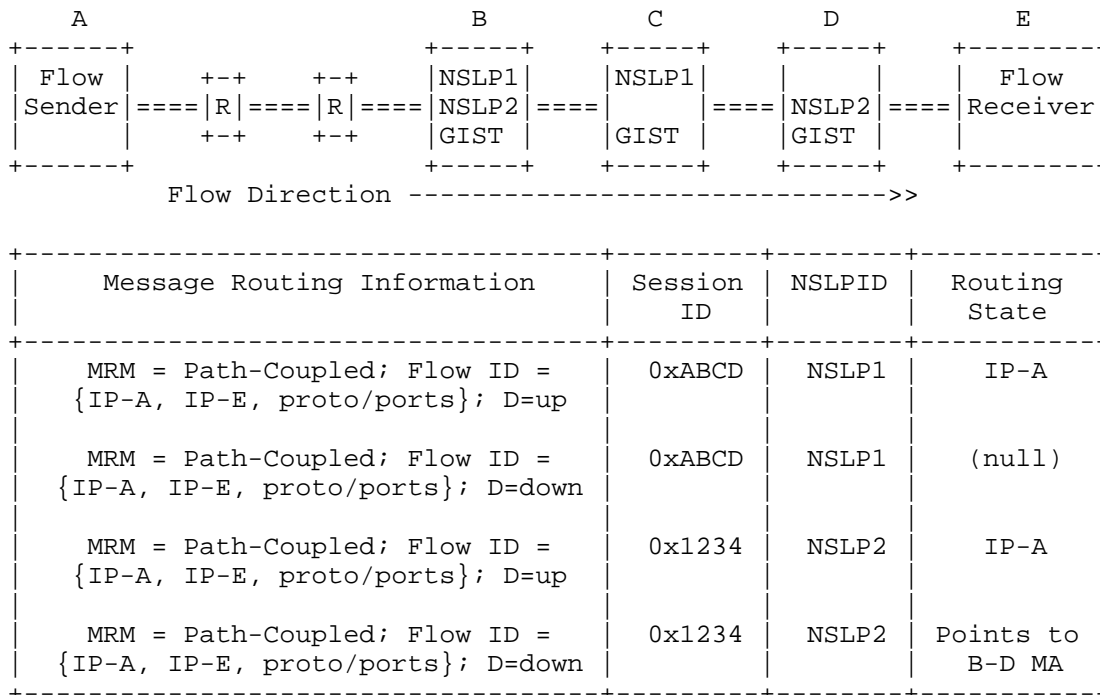 A B C D E
+------+ +-----+ +-----+ +-----+ +--------
| Flow | +-+ +-+ |NSLP1| |NSLP1| | | | Flow
|Sender|====|R|====|R|====|NSLP2|====| |====|NSLP2|====|Receiver
| | +-+ +-+ |GIST | |GIST | |GIST | |
+------+ +-----+ +-----+ +-----+ +--------
Flow Direction ------------------------------>>
+------------------------------------+---------+--------+-----------
| Message Routing Information | Session | NSLPID | Routing
| | ID | | State
+------------------------------------+---------+--------+-----------
| MRM = Path-Coupled; Flow ID = | 0xABCD | NSLP1 | IP-A
| {IP-A, IP-E, proto/ports}; D=up | | |
| | | |
| MRM = Path-Coupled; Flow ID = | 0xABCD | NSLP1 | (null)
| {IP-A, IP-E, proto/ports}; D=down | | |
| | | |
| MRM = Path-Coupled; Flow ID = | 0x1234 | NSLP2 | IP-A
| {IP-A, IP-E, proto/ports}; D=up | | |
| | | |
| MRM = Path-Coupled; Flow ID = | 0x1234 | NSLP2 | Points to
| {IP-A, IP-E, proto/ports}; D=down | | | B-D MA
+------------------------------------+---------+--------+-----------